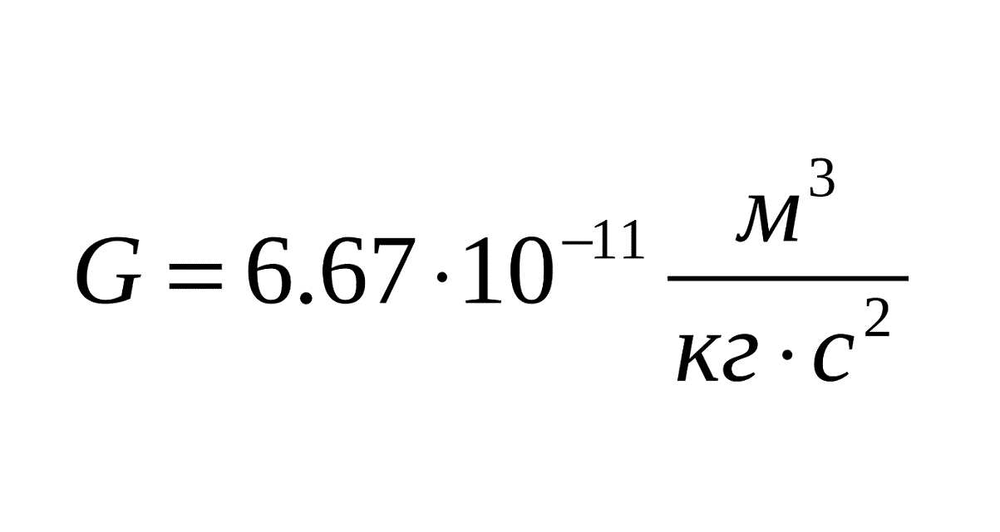 G = 6.67 · 10⁻¹¹ м³ / кг · с²